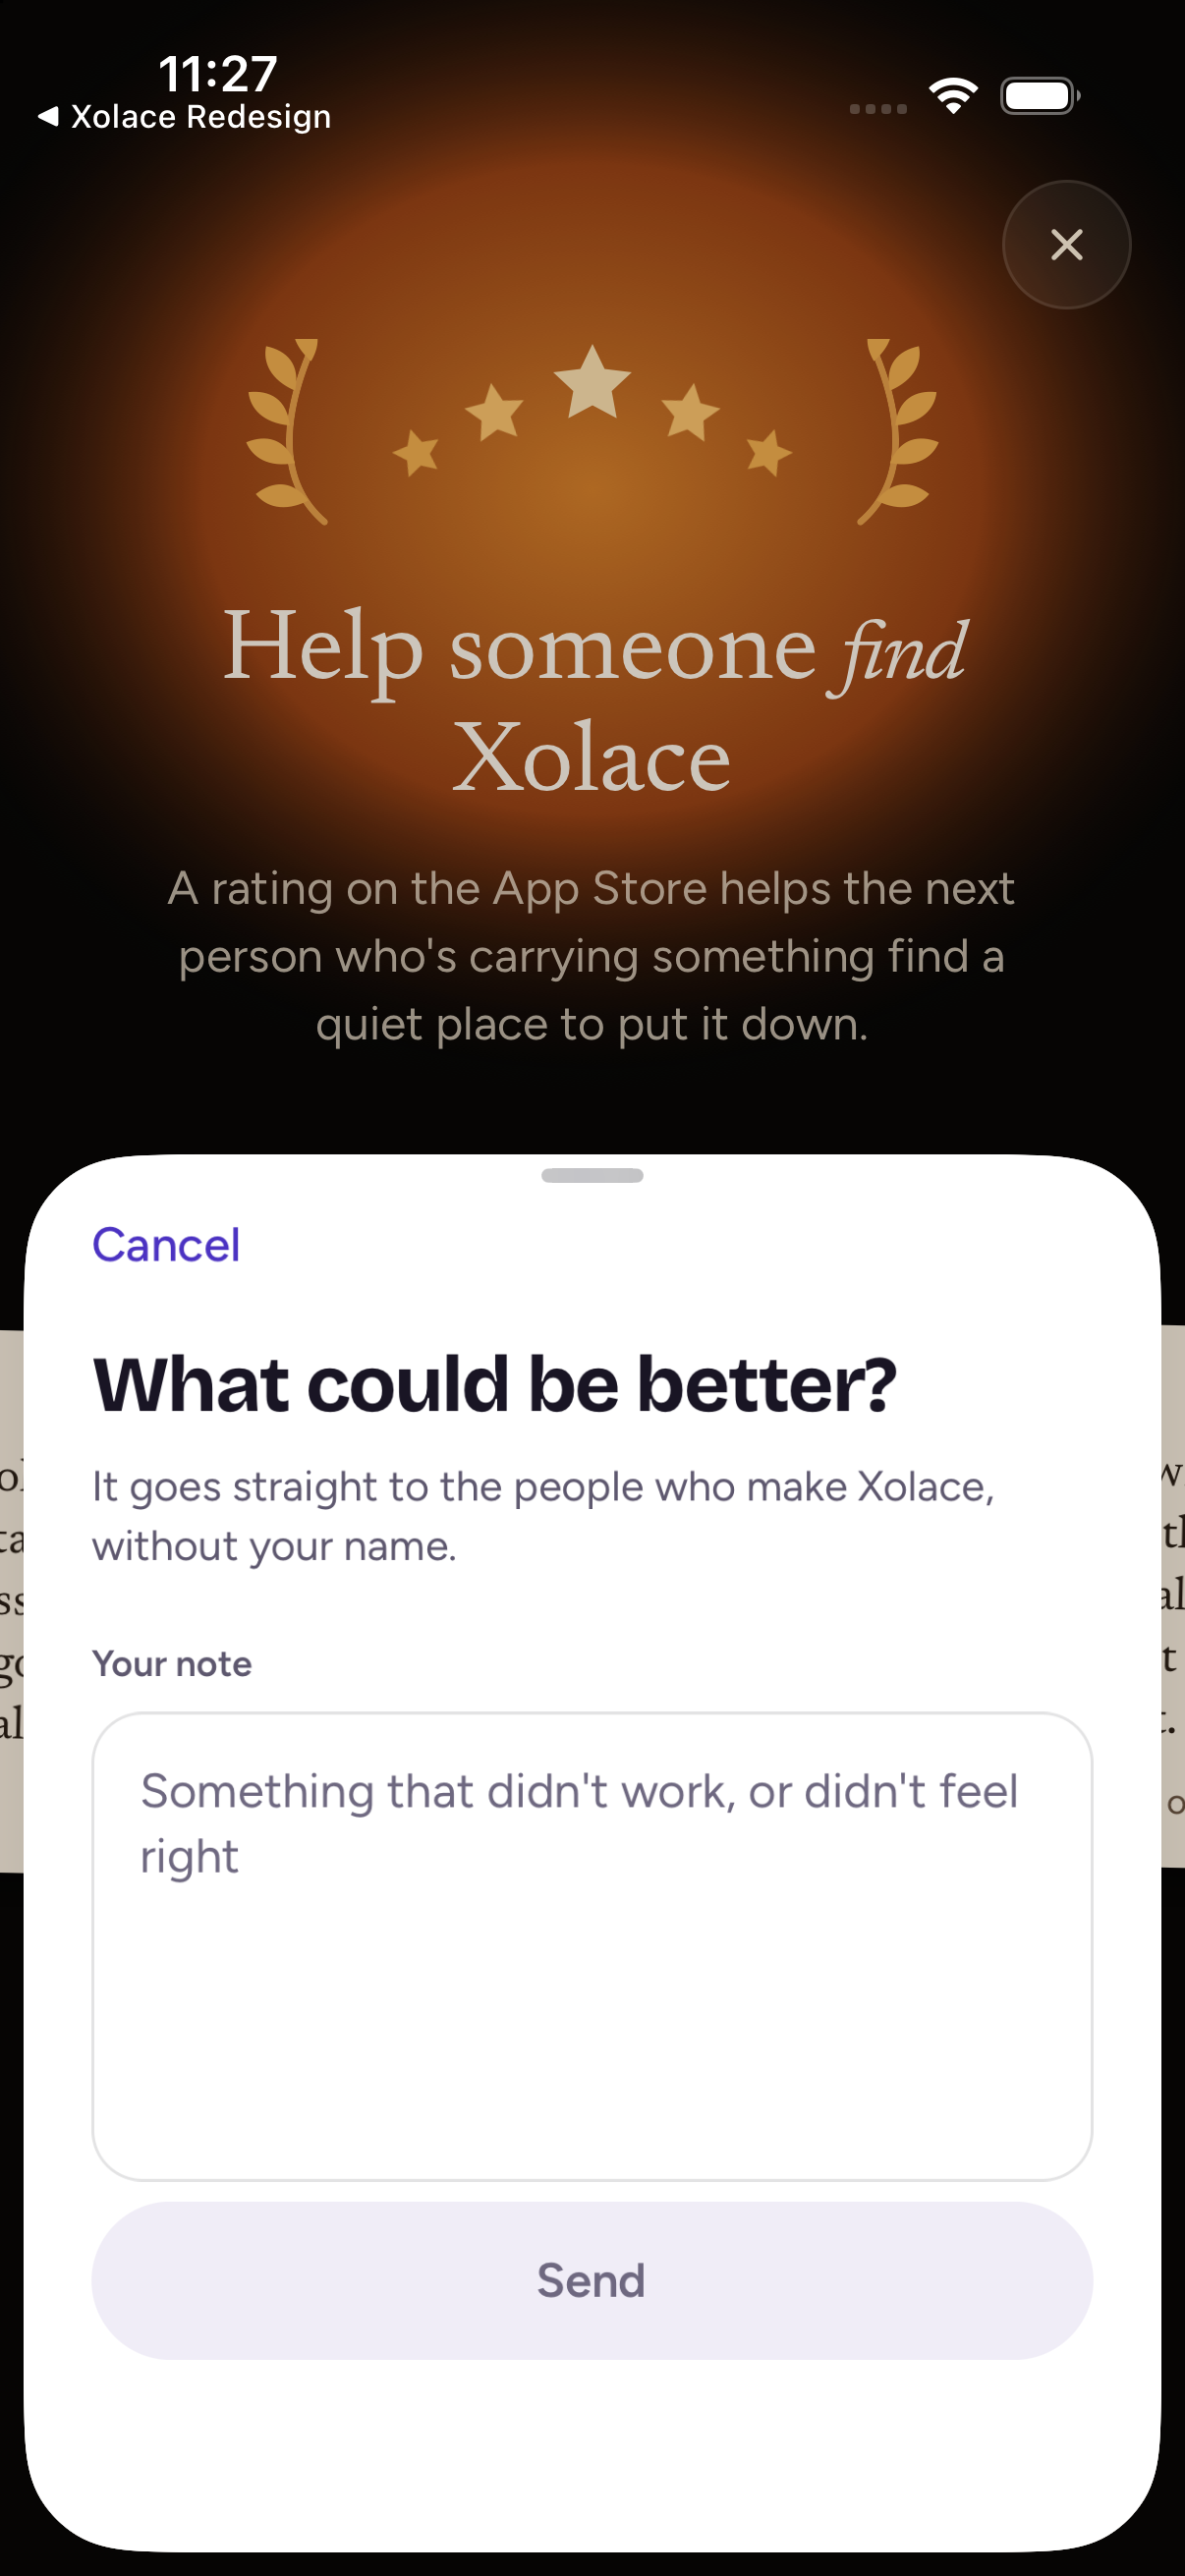 11:27
Xolace Redesign
Help someone find
Xolace
A rating on the App Store helps the next
person who's carrying something find a
quiet place to put it down.
Cancel
What could be better?
It goes straight to the people who make Xolace,
without your name.
Your note
Something that didn't work, or didn't feel
right
Send